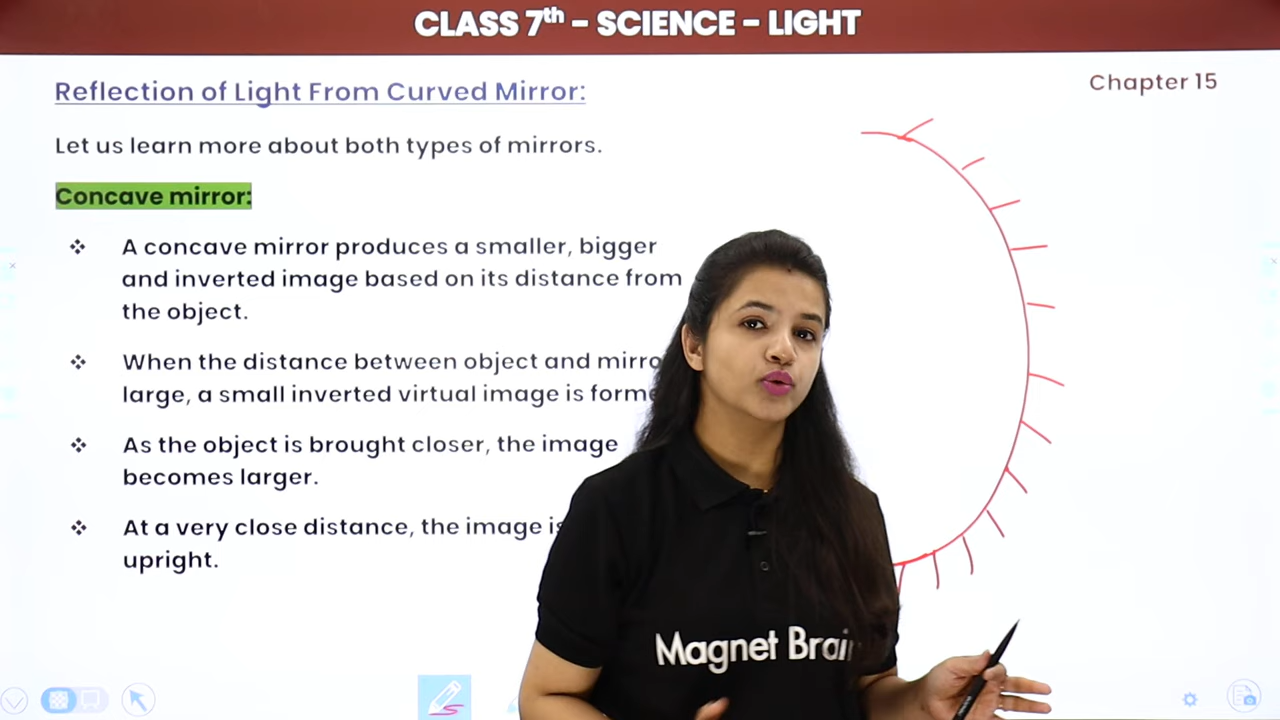 CLASS 7th - SCIENCE - LIGHT
Chapter 15
Reflection of Light From Curved Mirror:
Let us learn more about both types of mirrors.
Concave mirror:
❖ A concave mirror produces a smaller, bigger
and inverted image based on its distance from
the object.
❖ When the distance between object and mirro
large, a small inverted virtual image is forme
❖ As the object is brought closer, the image
becomes larger.
❖ At a very close distance, the image is
upright.
Magnet Brai